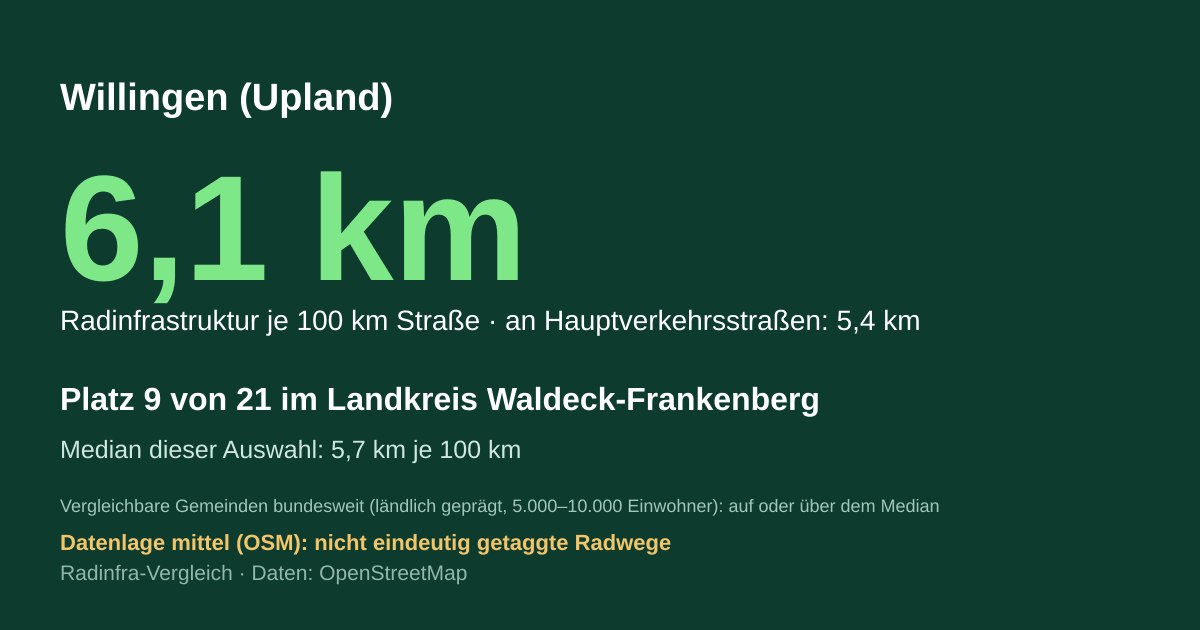 Willingen (Upland)
6,1 km
Radinfrastruktur je 100 km Straße · an Hauptverkehrsstraßen: 5,4 km
Platz 9 von 21 im Landkreis Waldeck-Frankenberg
Median dieser Auswahl: 5,7 km je 100 km
Vergleichbare Gemeinden bundesweit (ländlich geprägt, 5.000–10.000 Einwohner): auf oder über dem Median
Datenlage mittel (OSM): nicht eindeutig getaggte Radwege
Radinfra-Vergleich · Daten: OpenStreetMap